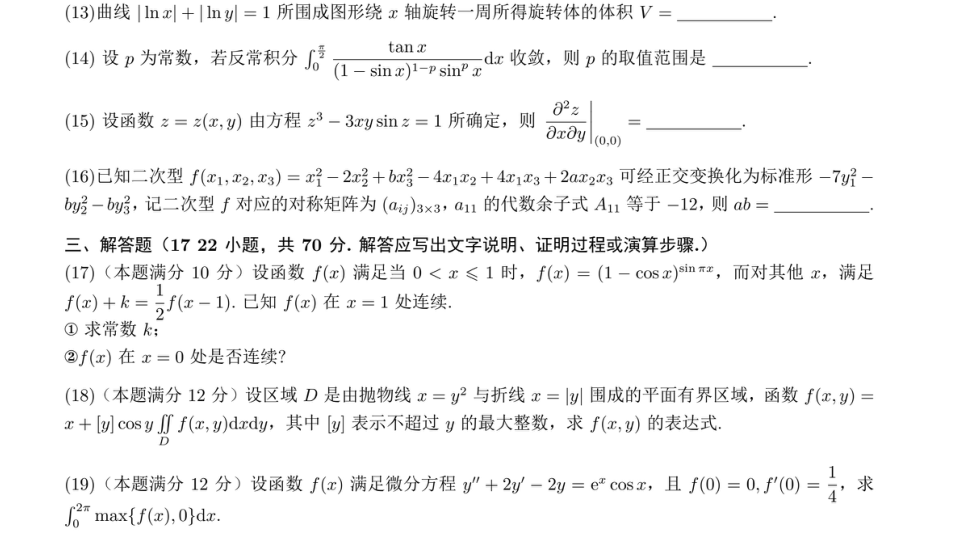 (13)曲线 |ln x| + |ln y| = 1 所围成图形绕 x 轴旋转一周所得旋转体的体积 V = ____________.
(14) 设 p 为常数，若反常积分 ∫₀^{π/2} \frac{tan x}{(1 − sin x)^{1−p} sin^p x} dx 收敛，则 p 的取值范围是 ____________.
(15) 设函数 z = z(x, y) 由方程 z³ − 3xy sin z = 1 所确定，则 \frac{∂²z}{∂x∂y}|_{(0,0)} = ____________.
(16)已知二次型 f(x₁, x₂, x₃) = x₁² − 2x₂² + bx₃² − 4x₁x₂ + 4x₁x₃ + 2ax₂x₃ 可经正交变换化为标准形 −7y₁² −
by₂² − by₃²，记二次型 f 对应的对称矩阵为 (a_{ij})_{3×3}，a₁₁ 的代数余子式 A₁₁ 等于 −12，则 ab = ____________.
三、解答题（17 22 小题，共 70 分. 解答应写出文字说明、证明过程或演算步骤.）
(17)（本题满分 10 分）设函数 f(x) 满足当 0 < x ⩽ 1 时，f(x) = (1 − cos x)^{sin πx}，而对其他 x，满足
f(x) + k = \frac{1}{2}f(x − 1). 已知 f(x) 在 x = 1 处连续.
① 求常数 k；
②f(x) 在 x = 0 处是否连续？
(18)（本题满分 12 分）设区域 D 是由抛物线 x = y² 与折线 x = |y| 围成的平面有界区域，函数 f(x, y) =
x + [y] cos y ∬_D f(x, y)dxdy，其中 [y] 表示不超过 y 的最大整数，求 f(x, y) 的表达式.
(19)（本题满分 12 分）设函数 f(x) 满足微分方程 y″ + 2y′ − 2y = e^x cos x，且 f(0) = 0, f′(0) = \frac{1}{4}，求
∫₀^{2π} max{f(x), 0}dx.